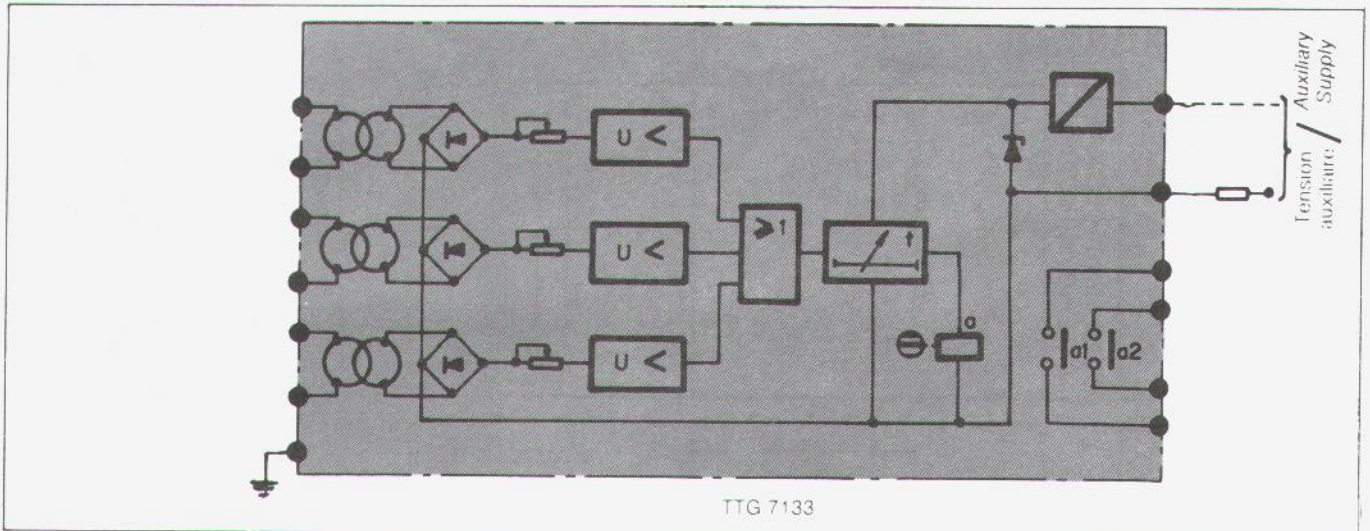 U <
U <
U <
≥1
t
a
a1
a2
Tension / Auxiliary
auxiliaire Supply
TTG 7133